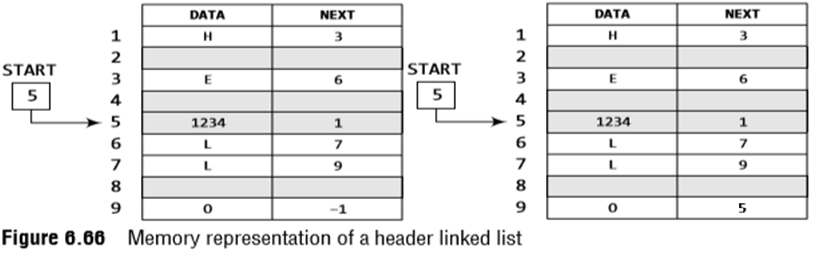 DATA NEXT DATA NEXT
1 H 3 1 H 3
2 2
START 3 E 6 START 3 E 6
5 4 5 4
5 1234 1 5 1234 1
6 L 7 6 L 7
7 L 9 7 L 9
8 8
9 O −1 9 O 5
Figure 6.66 Memory representation of a header linked list